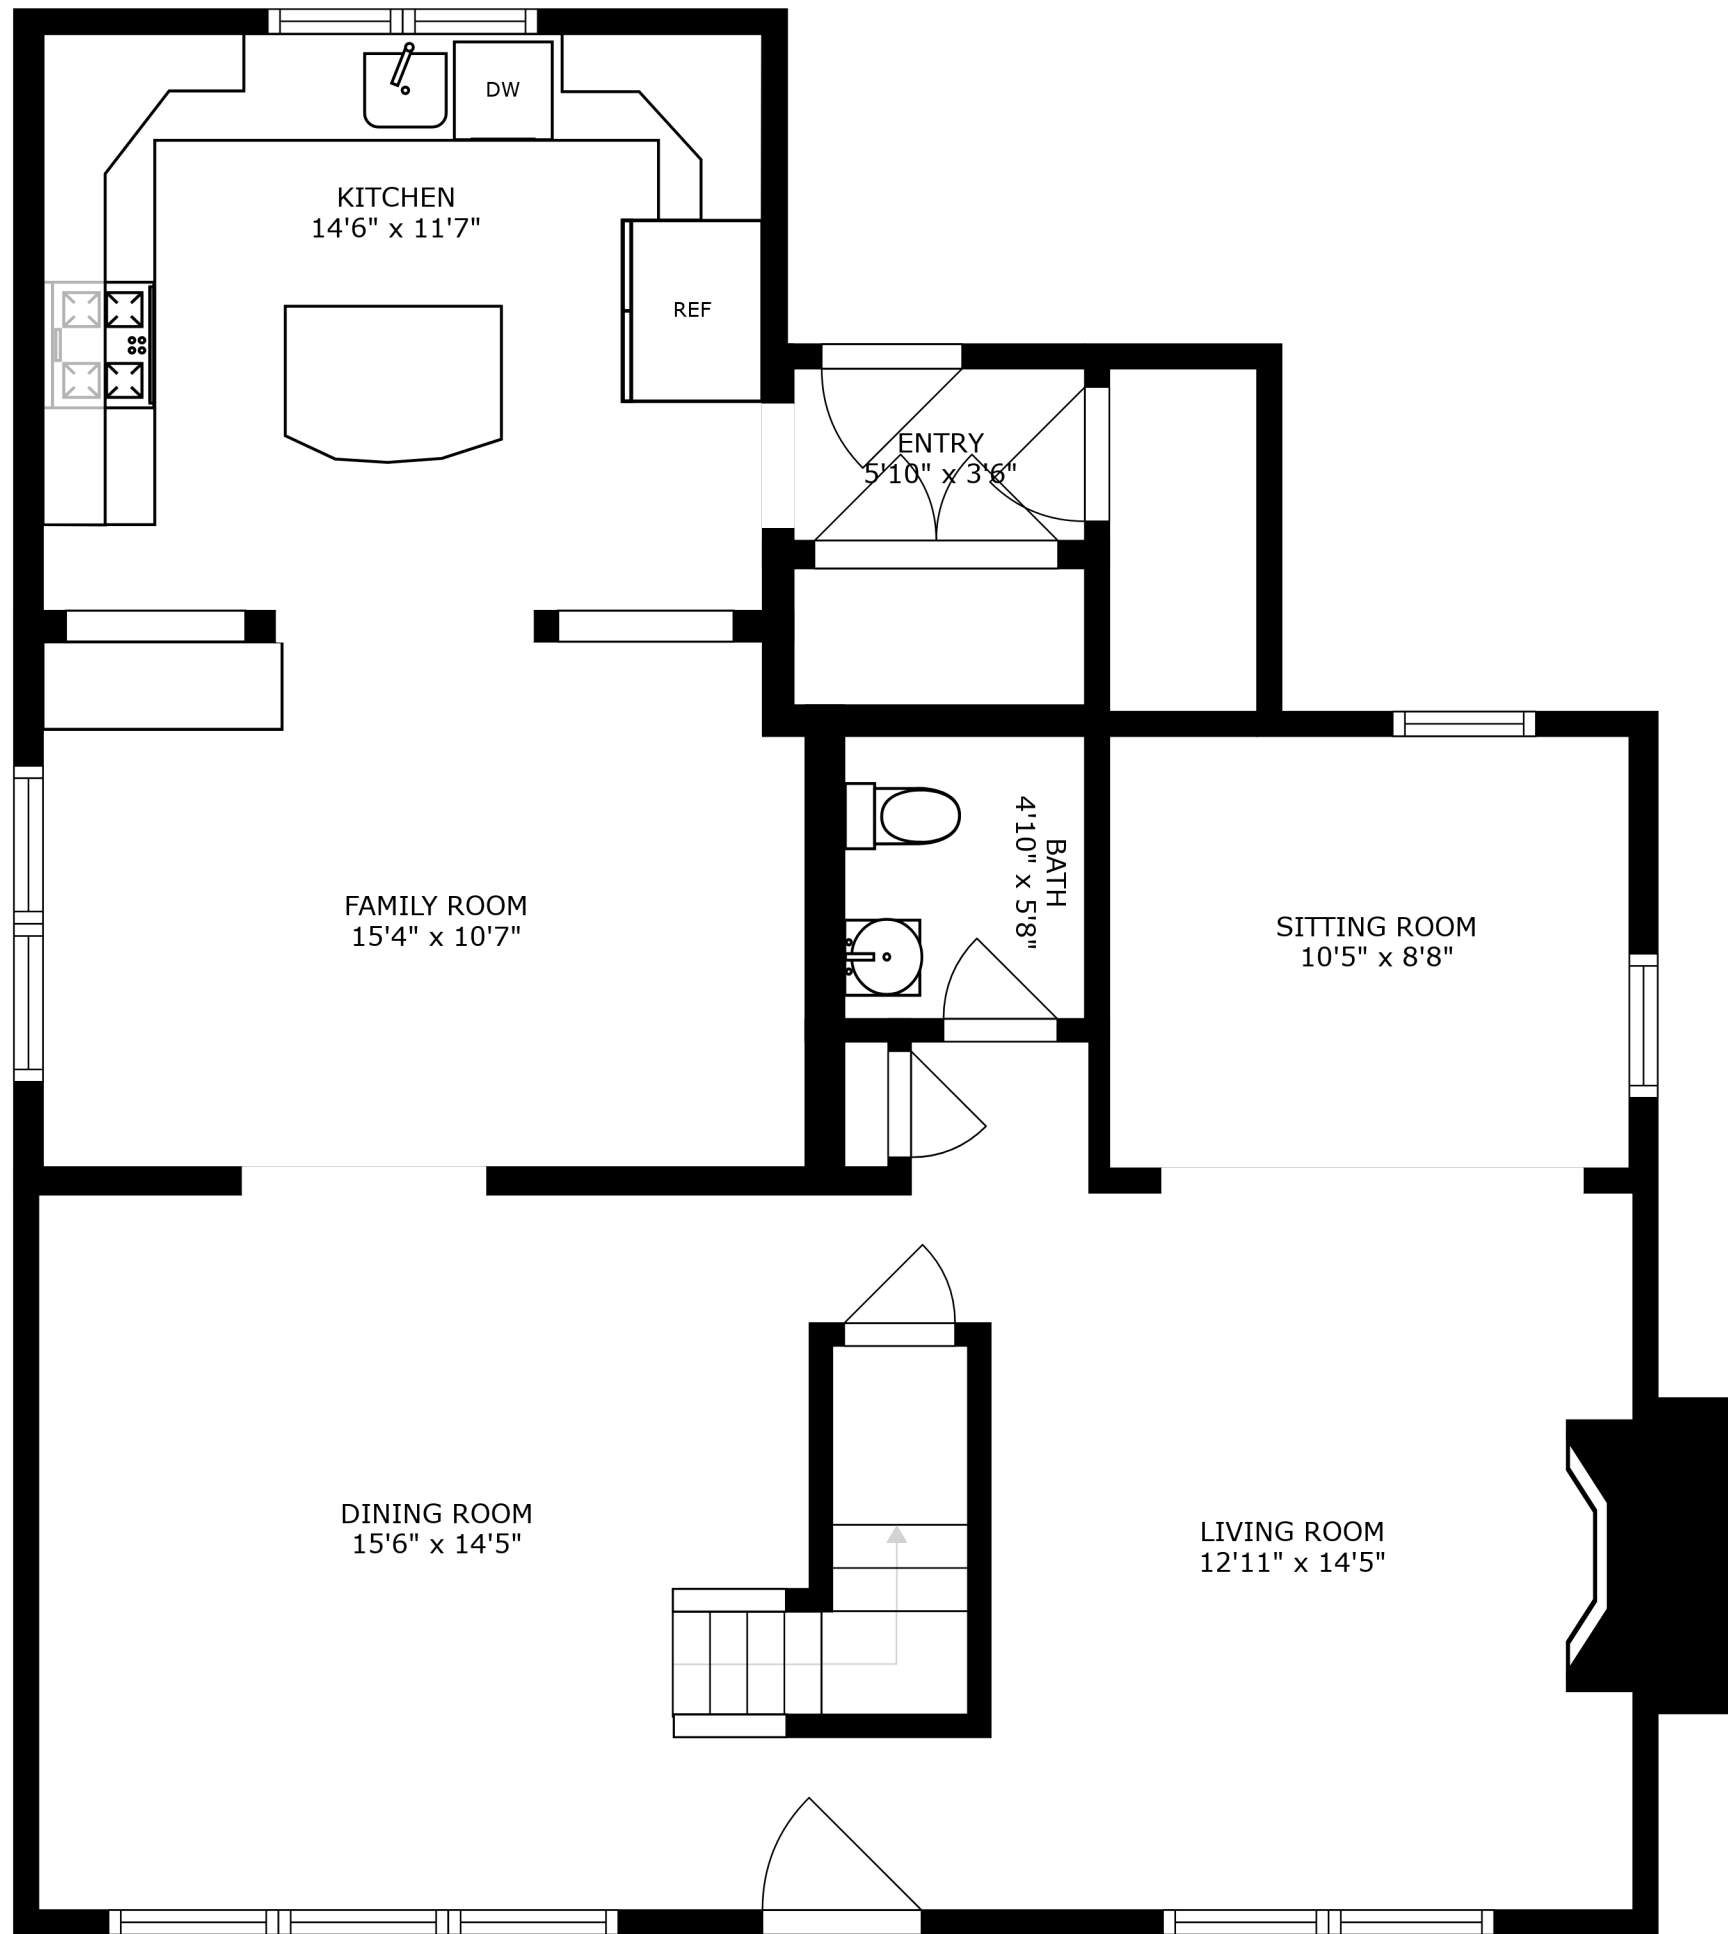 DW
KITCHEN
14'6" x 11'7"
REF
ENTRY
5'10" x 3'6"
BATH
4'10" x 5'8"
FAMILY ROOM
15'4" x 10'7"
SITTING ROOM
10'5" x 8'8"
DINING ROOM
15'6" x 14'5"
LIVING ROOM
12'11" x 14'5"